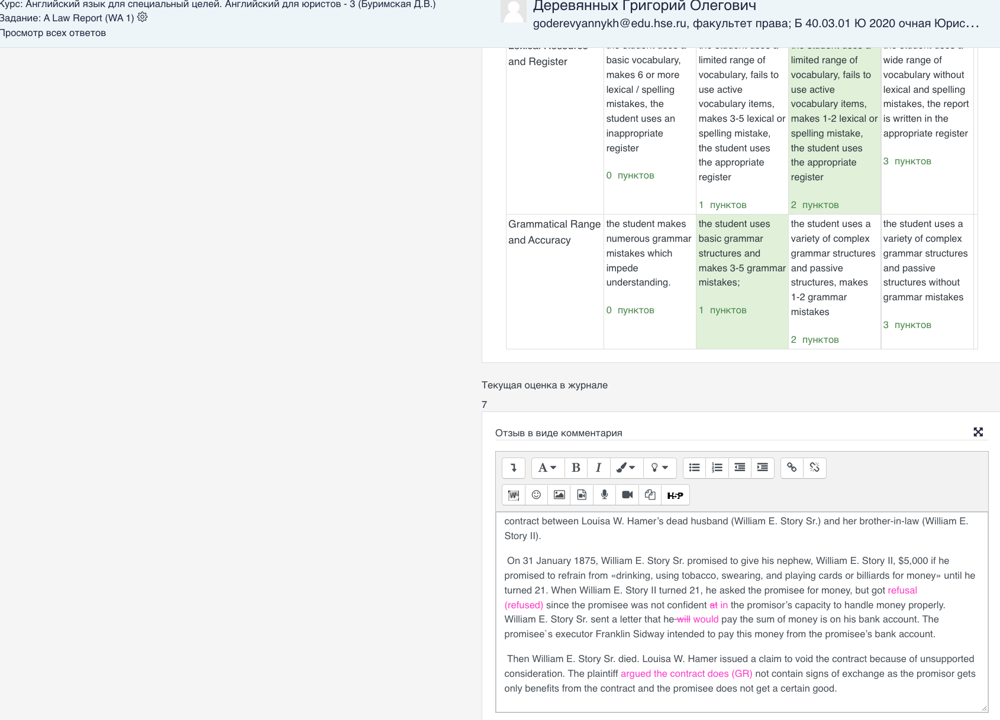 Курс: Английский язык для специальный целей. Английский для юристов - 3 (Буримская Д.В.)
Задание: A Law Report (WA 1)
Просмотр всех ответов
Деревянных Григорий Олегович
goderevyannykh@edu.hse.ru, факультет права; Б 40.03.01 Ю 2020 очная Юрис...
Lexical Resource
and Register
the student uses a
basic vocabulary,
makes 6 or more
lexical / spelling
mistakes, the
student uses an
inappropriate
register
0 пунктов
the student uses a
limited range of
vocabulary, fails to
use active
vocabulary items,
makes 3-5 lexical or
spelling mistake,
the student uses
the appropriate
register
1 пунктов
the student uses a
limited range of
vocabulary, fails to
use active
vocabulary items,
makes 1-2 lexical or
spelling mistake,
the student uses
the appropriate
register
2 пунктов
the student uses a
wide range of
vocabulary without
lexical and spelling
mistakes, the report
is written in the
appropriate register
3 пунктов
Grammatical Range
and Accuracy
the student makes
numerous grammar
mistakes which
impede
understanding.
0 пунктов
the student uses
basic grammar
structures and
makes 3-5 grammar
mistakes;
1 пунктов
the student uses a
variety of complex
grammar structures
and passive
structures, makes
1-2 grammar
mistakes
2 пунктов
the student uses a
variety of complex
grammar structures
and passive
structures without
grammar mistakes
3 пунктов
Текущая оценка в журнале
7
Отзыв в виде комментария
A B I
W H5P
contract between Louisa W. Hamer’s dead husband (William E. Story Sr.) and her brother-in-law (William E.
Story II).
On 31 January 1875, William E. Story Sr. promised to give his nephew, William E. Story II, $5,000 if he
promised to refrain from «drinking, using tobacco, swearing, and playing cards or billiards for money» until he
turned 21. When William E. Story II turned 21, he asked the promisee for money, but got refusal
(refused) since the promisee was not confident at in the promisor’s capacity to handle money properly.
William E. Story Sr. sent a letter that he will would pay the sum of money is on his bank account. The
promisee`s executor Franklin Sidway intended to pay this money from the promisee’s bank account.
Then William E. Story Sr. died. Louisa W. Hamer issued a claim to void the contract because of unsupported
consideration. The plaintiff argued the contract does (GR) not contain signs of exchange as the promisor gets
only benefits from the contract and the promisee does not get a certain good.